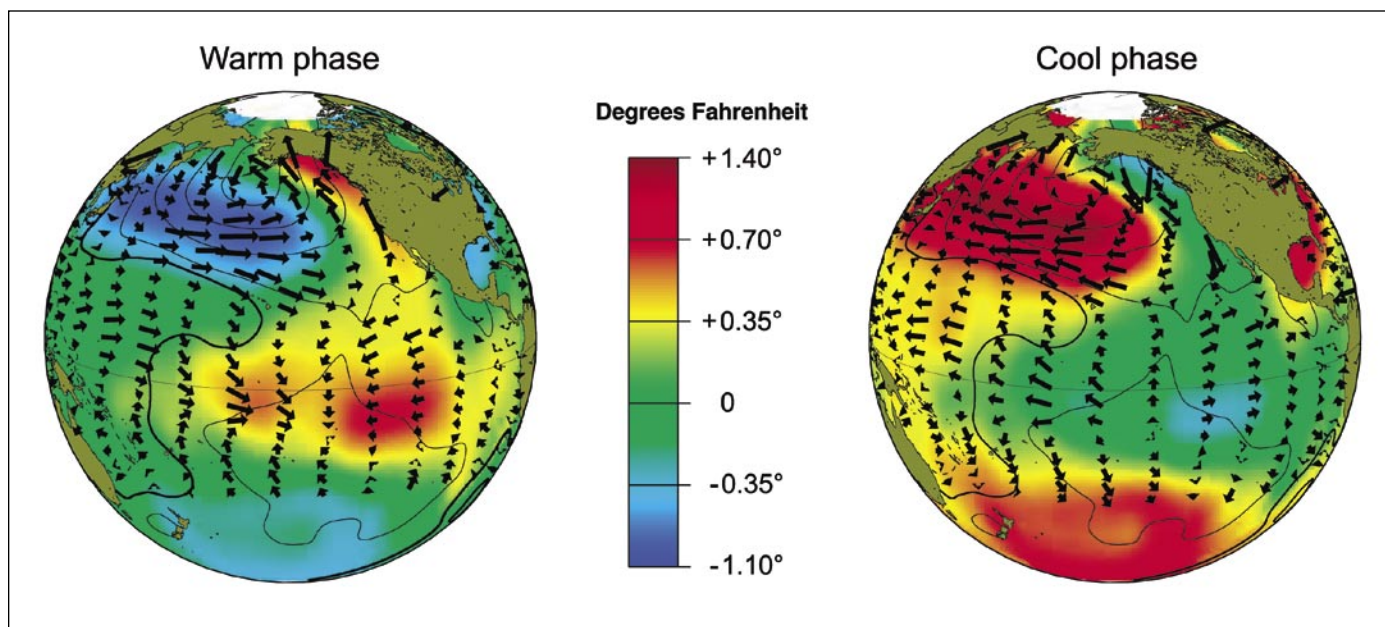 Warm phase
Cool phase
Degrees Fahrenheit
+1.40°
+0.70°
+0.35°
0
-0.35°
-1.10°